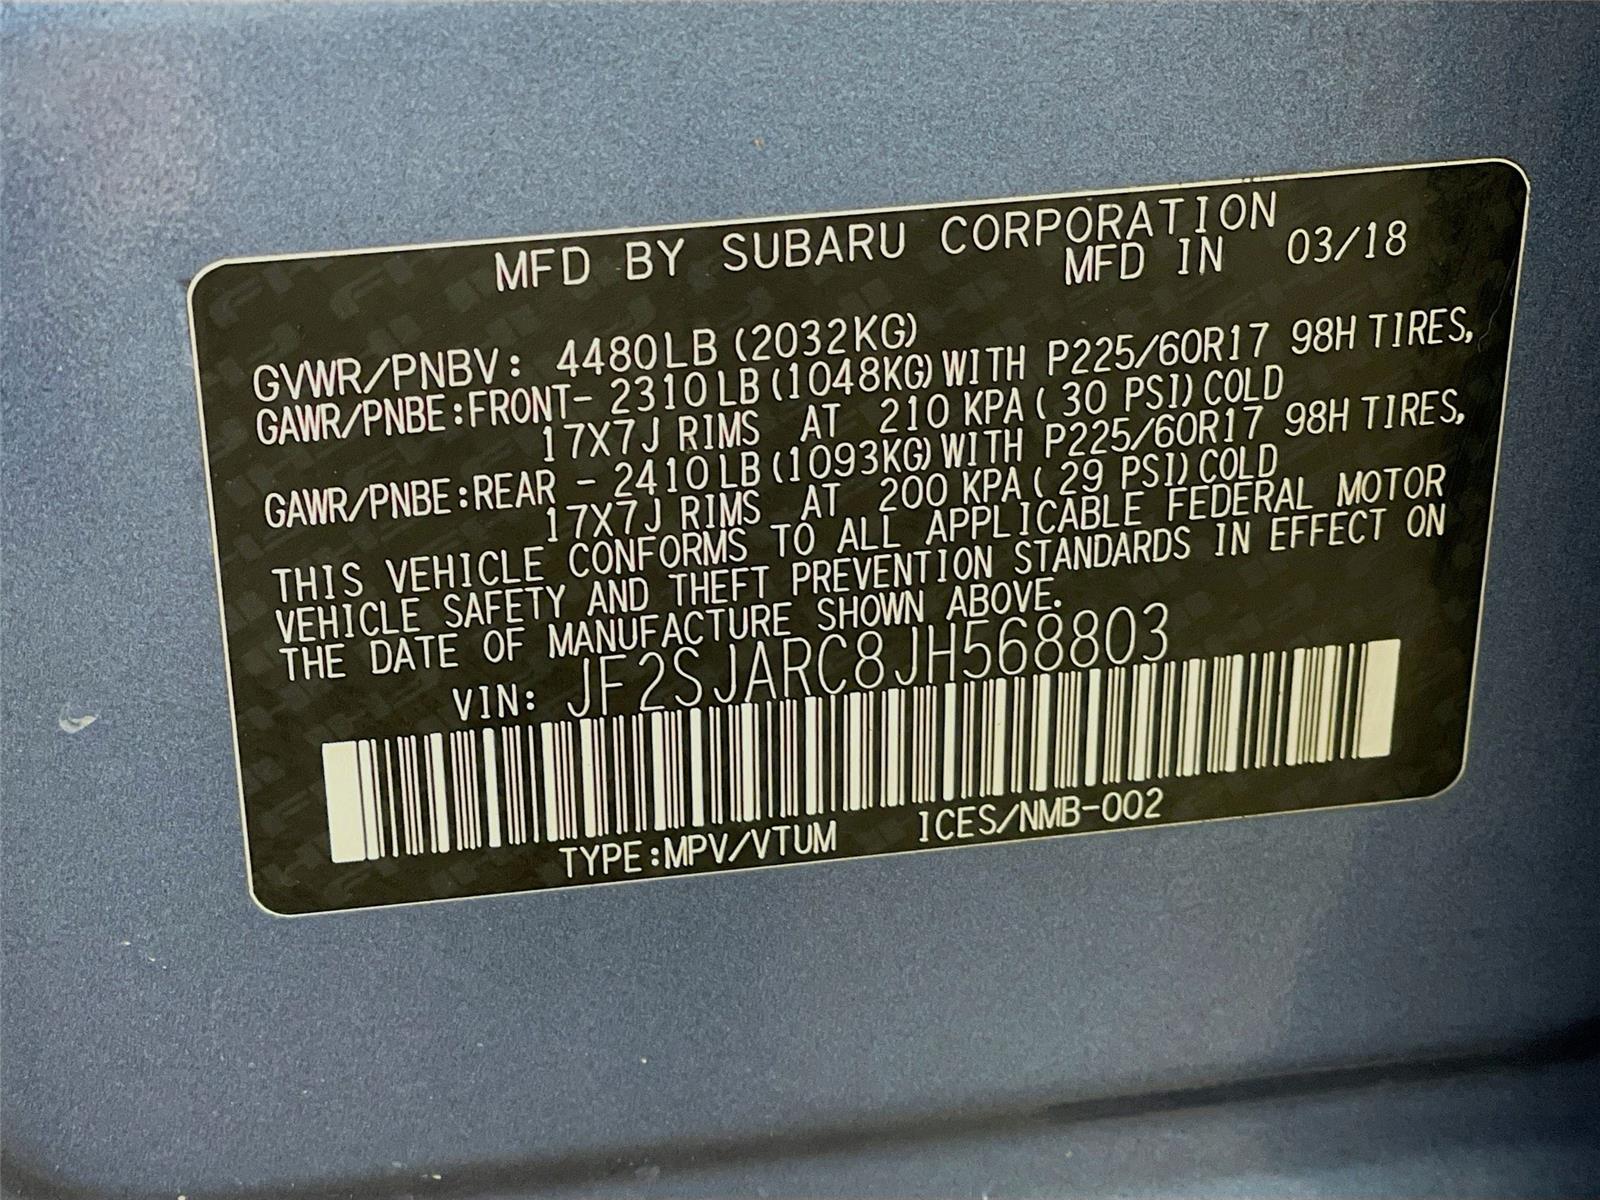 MFD BY SUBARU CORPORATION
MFD IN 03/18
GVWR/PNBV: 4480LB (2032KG)
GAWR/PNBE:FRONT- 2310LB(1048KG)WITH P225/60R17 98H TIRES,
17X7J RIMS AT 210 KPA( 30 PSI)COLD
GAWR/PNBE:REAR - 2410LB(1093KG)WITH P225/60R17 98H TIRES,
17X7J RIMS AT 200 KPA( 29 PSI)COLD
THIS VEHICLE CONFORMS TO ALL APPLICABLE FEDERAL MOTOR
VEHICLE SAFETY AND THEFT PREVENTION STANDARDS IN EFFECT ON
THE DATE OF MANUFACTURE SHOWN ABOVE.
VIN: JF2SJARC8JH568803
TYPE:MPV/VTUM ICES/NMB-002